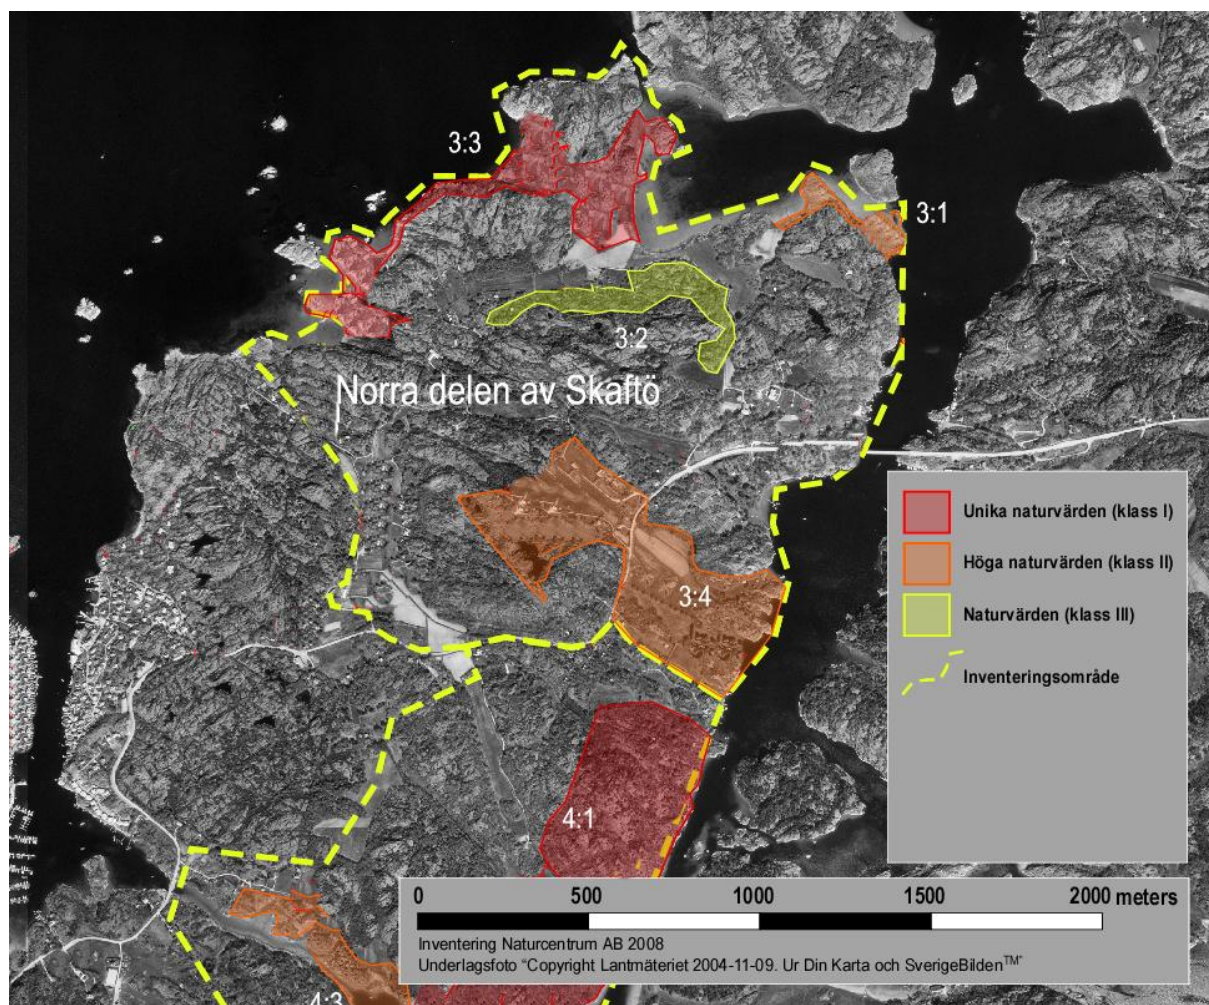 3:3
3:1
3:2
Norra delen av Skaftö
Unika naturvärden (klass I)
Höga naturvärden (klass II)
3:4
Naturvärden (klass III)
Inventeringsområde
4:1
0 500 1000 1500 2000 meters
Inventering Naturcentrum AB 2008
Underlagsfoto "Copyright Lantmäteriet 2004-11-09. Ur Din Karta och SverigeBilden™"
4:3